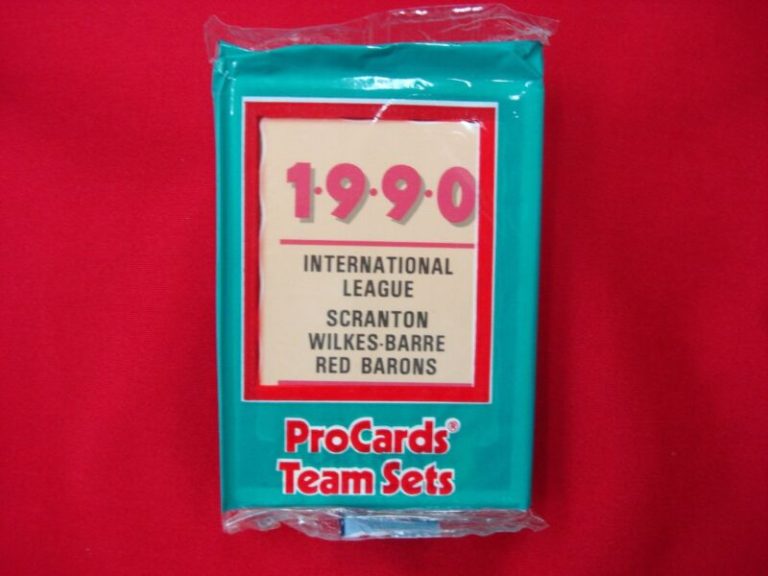 1·9·9·0
INTERNATIONAL
LEAGUE
SCRANTON
WILKES-BARRE
RED BARONS
ProCards®
Team Sets